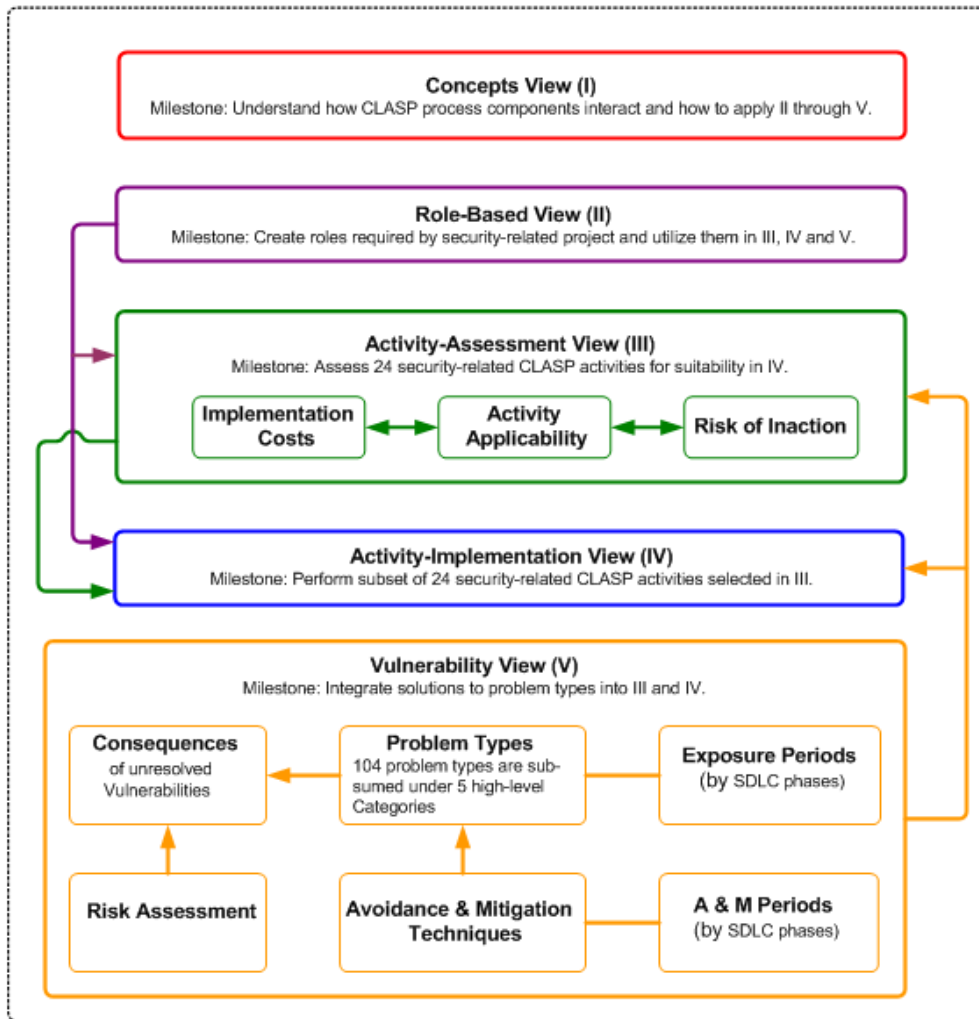 Concepts View (I)
Milestone: Understand how CLASP process components interact and how to apply II through V.
Role-Based View (II)
Milestone: Create roles required by security-related project and utilize them in III, IV and V.
Activity-Assessment View (III)
Milestone: Assess 24 security-related CLASP activities for suitability in IV.
Implementation
Costs
Activity
Applicability
Risk of Inaction
Activity-Implementation View (IV)
Milestone: Perform subset of 24 security-related CLASP activities selected in III.
Vulnerability View (V)
Milestone: Integrate solutions to problem types into III and IV.
Consequences
of unresolved
Vulnerabilities
Problem Types
104 problem types are sub-
sumed under 5 high-level
Categories
Exposure Periods
(by SDLC phases)
Risk Assessment
Avoidance & Mitigation
Techniques
A & M Periods
(by SDLC phases)